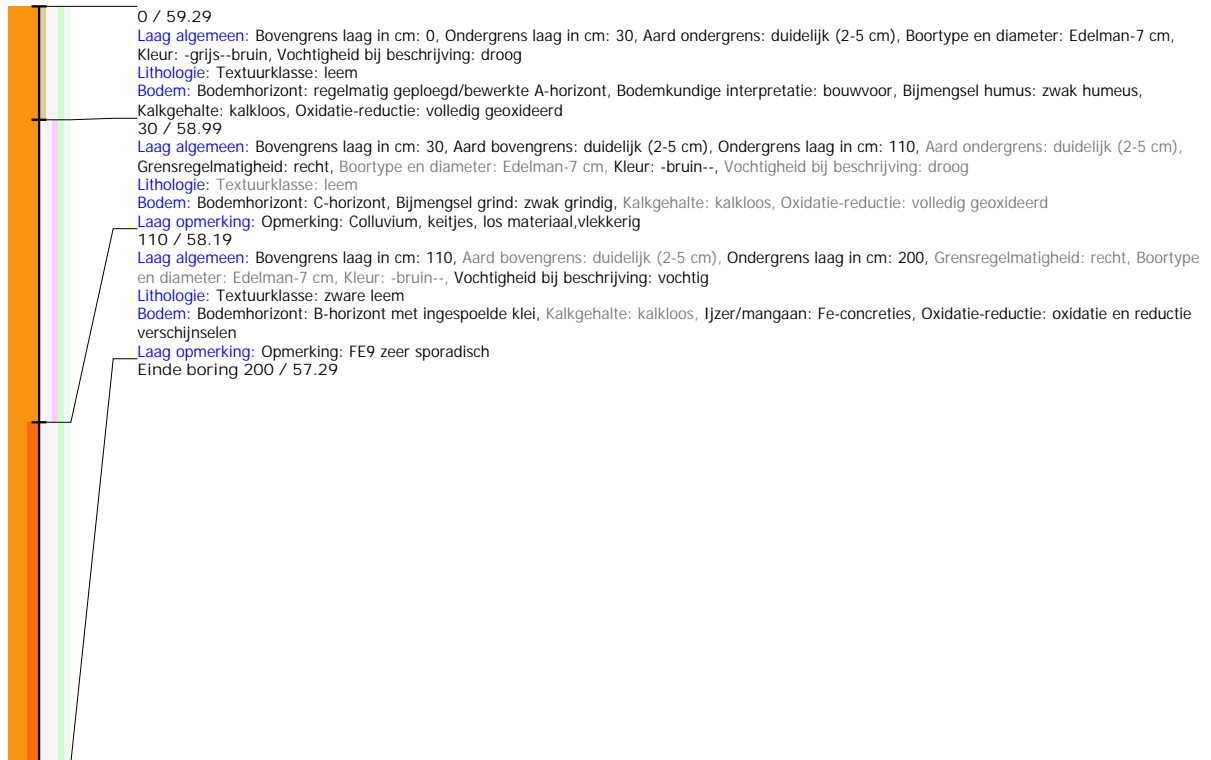 0 / 59.29
Laag algemeen: Bovengrens laag in cm: 0, Ondergrens laag in cm: 30, Aard ondergrens: duidelijk (2-5 cm), Boortype en diameter: Edelman-7 cm,
Kleur: -grijs--bruin, Vochtigheid bij beschrijving: droog
Lithologie: Textuurklasse: leem
Bodem: Bodemhorizont: regelmatig geploegd/bewerkte A-horizont, Bodemkundige interpretatie: bouwvoor, Bijmengsel humus: zwak humeus,
Kalkgehalte: kalkloos, Oxidatie-reductie: volledig geoxideerd
30 / 58.99
Laag algemeen: Bovengrens laag in cm: 30, Aard bovengrens: duidelijk (2-5 cm), Ondergrens laag in cm: 110, Aard ondergrens: duidelijk (2-5 cm),
Grensregelmatigheid: recht, Boortype en diameter: Edelman-7 cm, Kleur: -bruin--, Vochtigheid bij beschrijving: droog
Lithologie: Textuurklasse: leem
Bodem: Bodemhorizont: C-horizont, Bijmengsel grind: zwak grindig, Kalkgehalte: kalkloos, Oxidatie-reductie: volledig geoxideerd
Laag opmerking: Opmerking: Colluvium, keitjes, los materiaal,vlekkerig
110 / 58.19
Laag algemeen: Bovengrens laag in cm: 110, Aard bovengrens: duidelijk (2-5 cm), Ondergrens laag in cm: 200, Grensregelmatigheid: recht, Boortype
en diameter: Edelman-7 cm, Kleur: -bruin--, Vochtigheid bij beschrijving: vochtig
Lithologie: Textuurklasse: zware leem
Bodem: Bodemhorizont: B-horizont met ingespoelde klei, Kalkgehalte: kalkloos, Ijzer/mangaan: Fe-concreties, Oxidatie-reductie: oxidatie en reductie
verschijnselen
Laag opmerking: Opmerking: FE9 zeer sporadisch
Einde boring 200 / 57.29